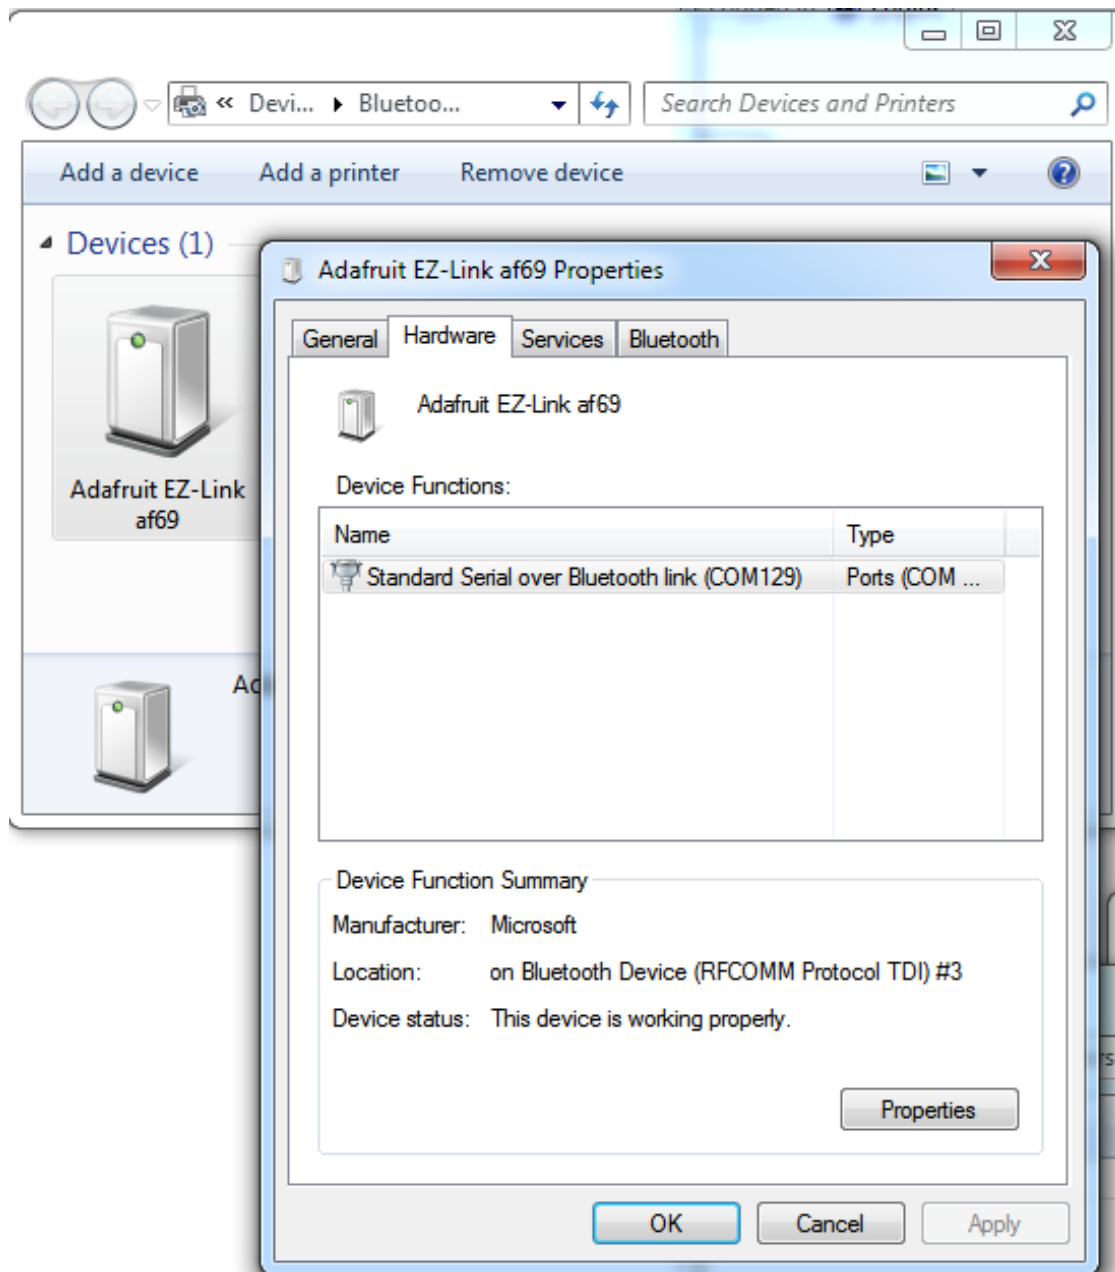 « Devi... ▸ Bluetoo...
Search Devices and Printers
Add a device Add a printer Remove device
Devices (1)
Adafruit EZ-Link
af69
Adafruit EZ-Link af69 Properties
General Hardware Services Bluetooth
Adafruit EZ-Link af69
Device Functions:
Name Type
Standard Serial over Bluetooth link (COM129) Ports (COM ...
Device Function Summary
Manufacturer: Microsoft
Location: on Bluetooth Device (RFCOMM Protocol TDI) #3
Device status: This device is working properly.
Properties
OK Cancel Apply